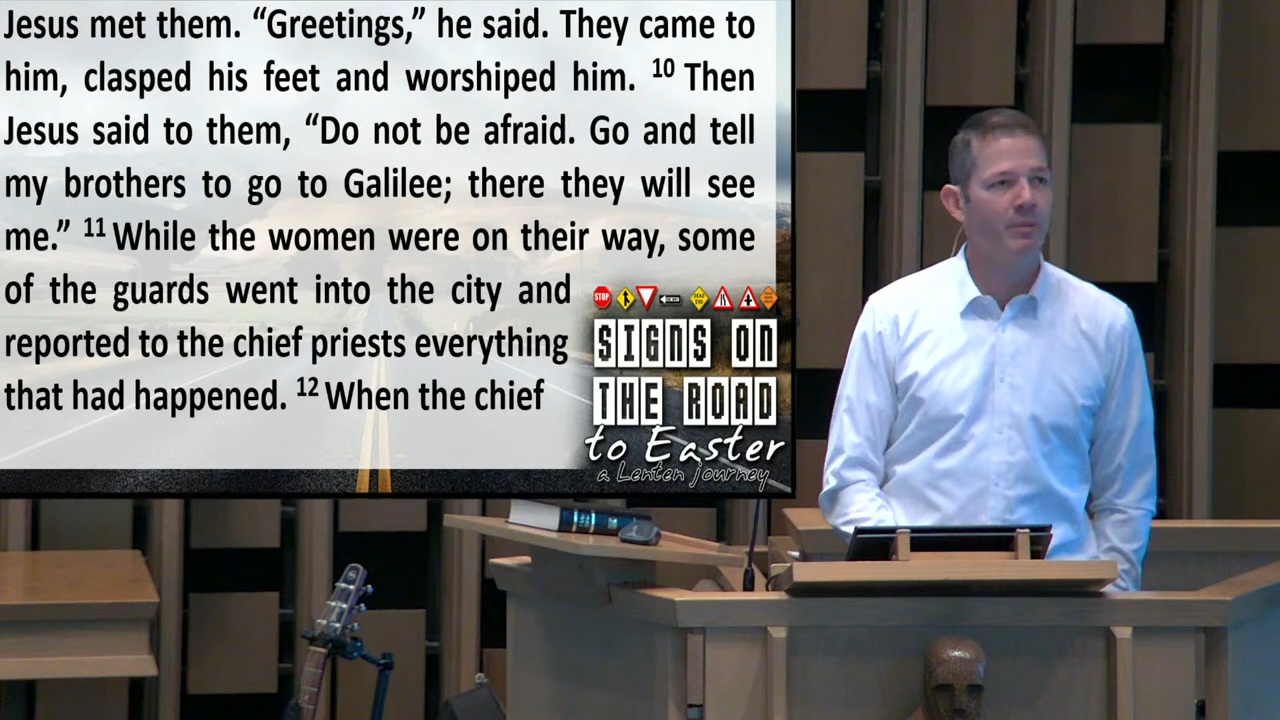 Jesus met them. “Greetings,” he said. They came to
him, clasped his feet and worshiped him. 10 Then
Jesus said to them, “Do not be afraid. Go and tell
my brothers to go to Galilee; there they will see
me.” 11 While the women were on their way, some
of the guards went into the city and
reported to the chief priests everything
that had happened. 12 When the chief
STOP
DEAD END
SIGNS ON
THE ROAD
to Easter
a Lenten journey